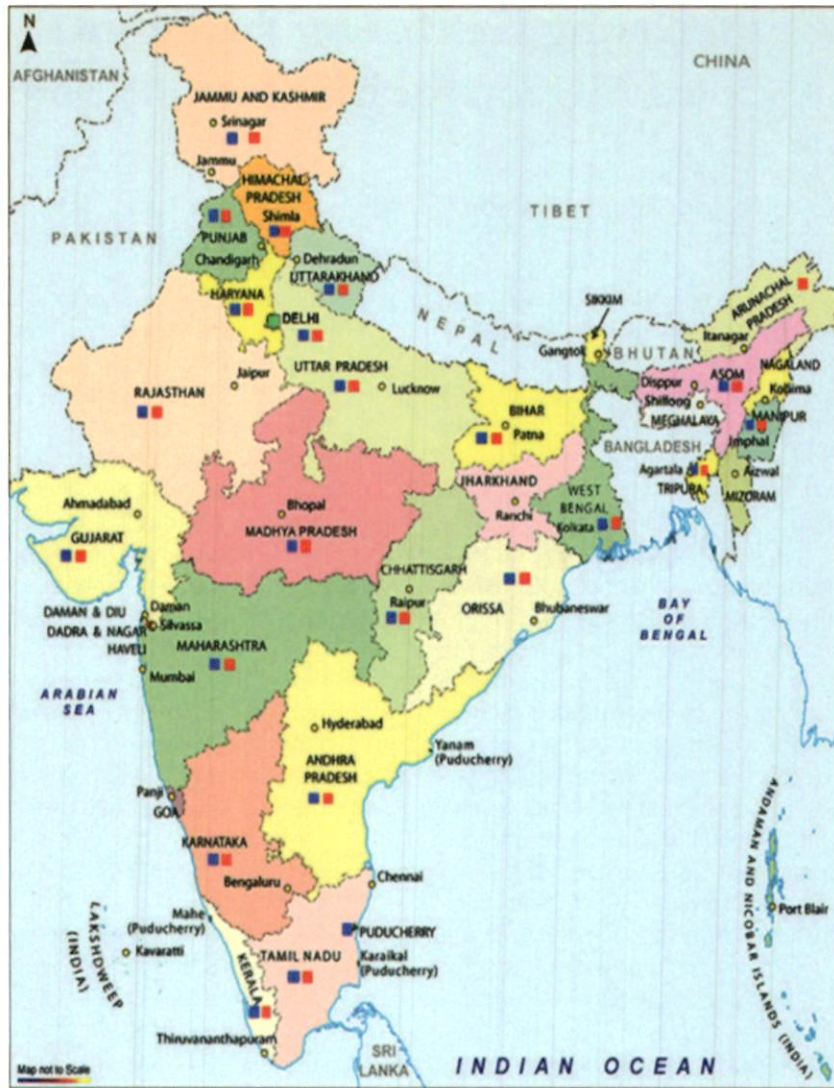 N
AFGHANISTAN
CHINA
JAMMU AND KASHMIR
Srinagar
Jammu
HIMACHAL
PRADESH
Shimla
TIBET
PAKISTAN
PUNJAB
Chandigarh
Dehradun
UTTARAKHAND
HARYANA
DELHI
NEPAL
SIKKIM
ARUNACHAL
PRADESH
Itanagar
Gangtok
BHUTAN
NAGALAND
Kohima
Disppur
ASOM
Shilloog
MEGHALAYA
MANIPUR
Imphal
RAJASTHAN
Jaipur
UTTAR PRADESH
Lucknow
BIHAR
Patna
BANGLADESH
Agartala
TRIPURA
Aizwal
MIZORAM
JHARKHAND
Ranchi
WEST
BENGAL
Kolkata
Ahmadabad
GUJARAT
Bhopal
MADHYA PRADESH
CHHATTISGARH
Raipur
ORISSA
Bhubaneswar
DAMAN & DIU
Daman
DADRA & NAGAR
HAVELI
Silvassa
MAHARASHTRA
Mumbai
BAY
OF
BENGAL
ARABIAN
SEA
Hyderabad
Yanam
(Puducherry)
ANDHRA
PRADESH
Panji
GOA
KARNATAKA
Bengaluru
Chennai
Mahe
(Puducherry)
PUDUCHERRY
Karaikal
(Puducherry)
LAKSHDWEEP
(INDIA)
Kavaratti
KERALA
TAMIL NADU
Thiruvananthapuram
ANDAMAN AND NICOBAR ISLANDS (INDIA)
Port Blair
SRI
LANKA
INDIAN OCEAN
Map not to Scale